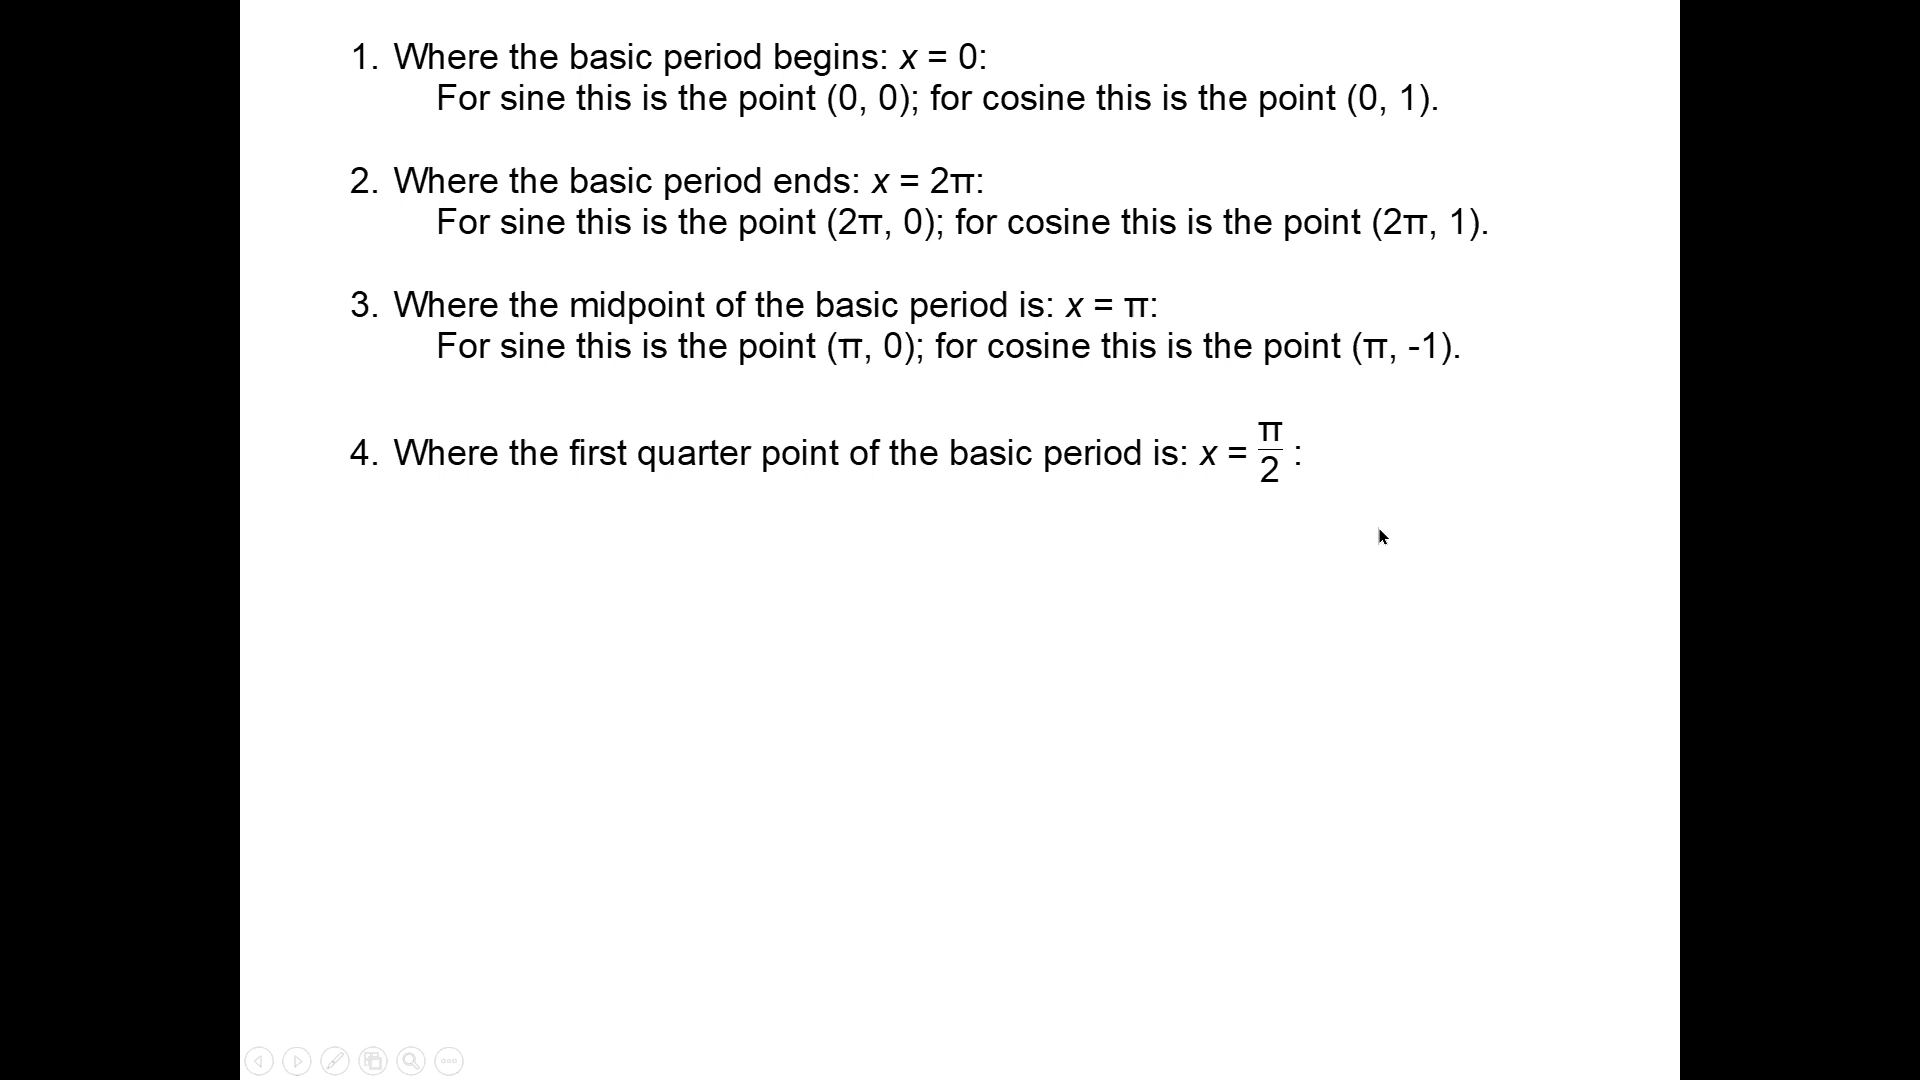 1. Where the basic period begins: x = 0:
For sine this is the point (0, 0); for cosine this is the point (0, 1).
2. Where the basic period ends: x = 2π:
For sine this is the point (2π, 0); for cosine this is the point (2π, 1).
3. Where the midpoint of the basic period is: x = π:
For sine this is the point (π, 0); for cosine this is the point (π, -1).
4. Where the first quarter point of the basic period is: x = π/2 :